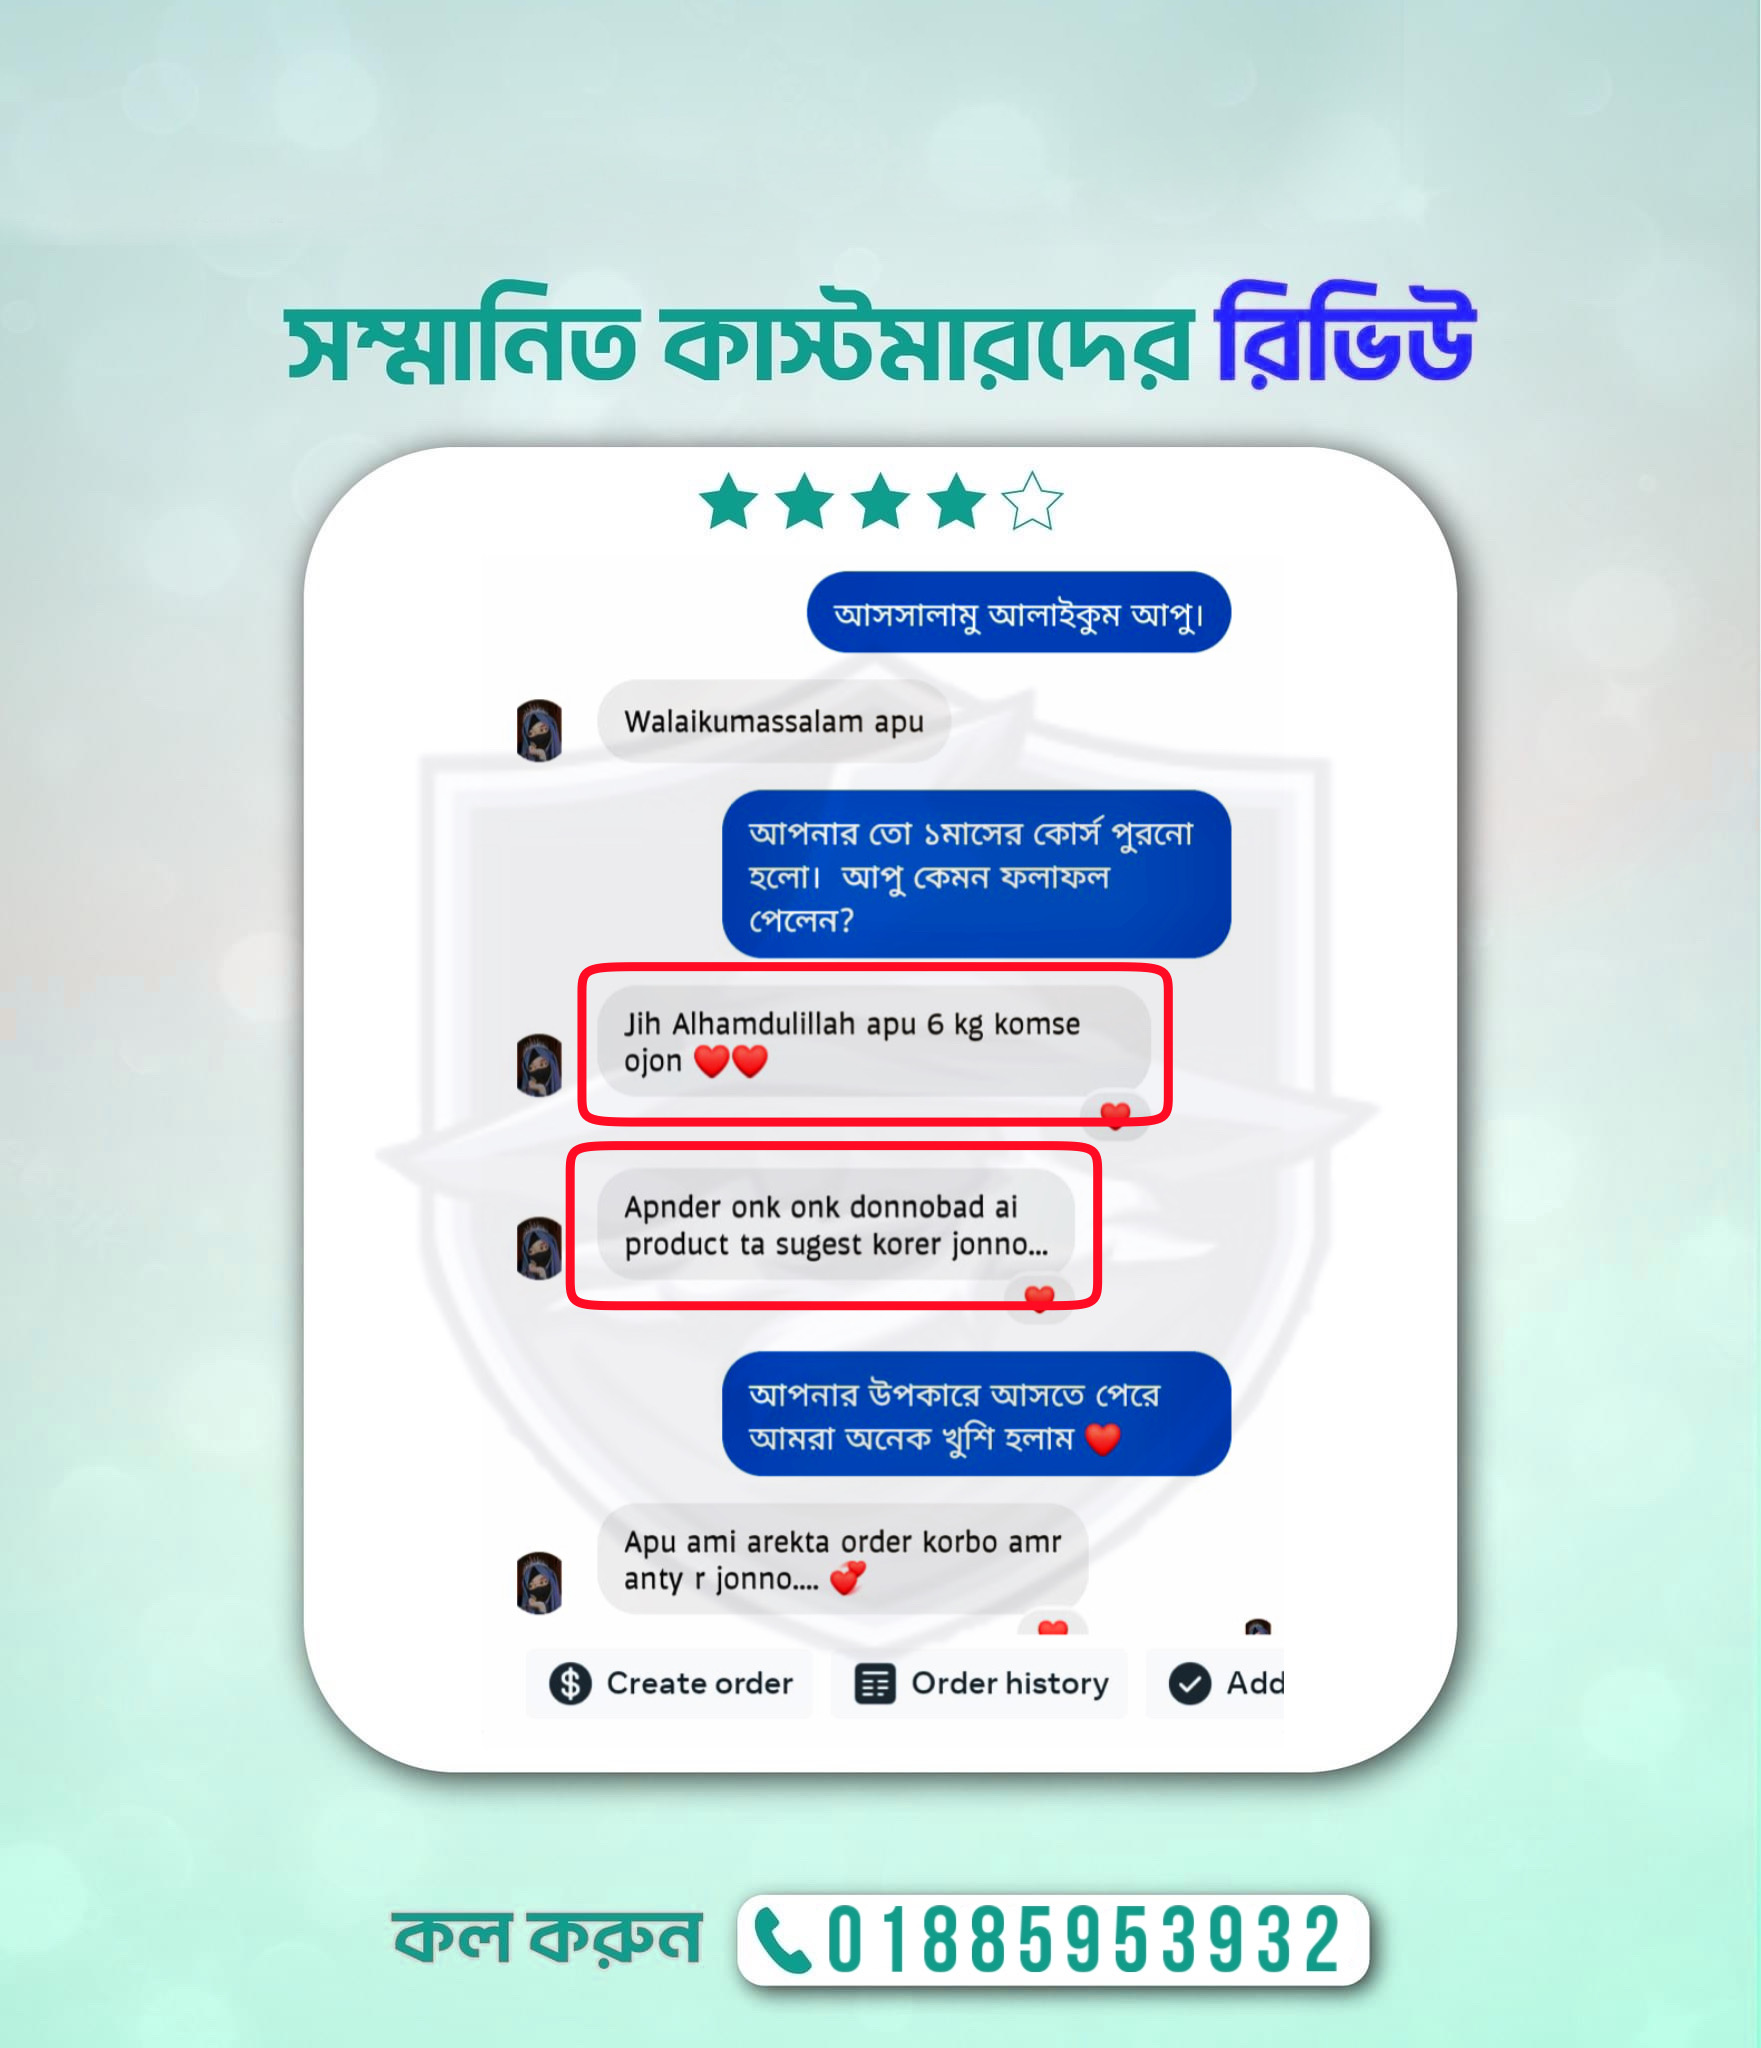 সম্মানিত কাস্টমারদের রিভিউ
আসসালামু আলাইকুম আপু।
Walaikumassalam apu
আপনার তো ১মাসের কোর্স পুরনো
হলো। আপু কেমন ফলাফল
পেলেন?
Jih Alhamdulillah apu 6 kg komse
ojon ❤️❤️
Apnder onk onk donnobad ai
product ta sugest korer jonno...
আপনার উপকারে আসতে পেরে
আমরা অনেক খুশি হলাম ❤️
Apu ami arekta order korbo amr
anty r jonno.... 💞
Create order Order history Add
কল করুন 01885953932